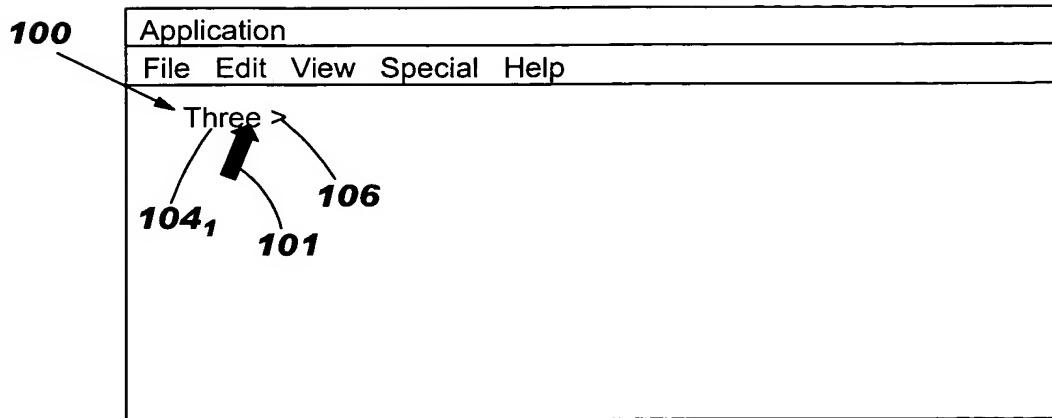 100
Application
File Edit View Special Help
Three >
106
104₁
101